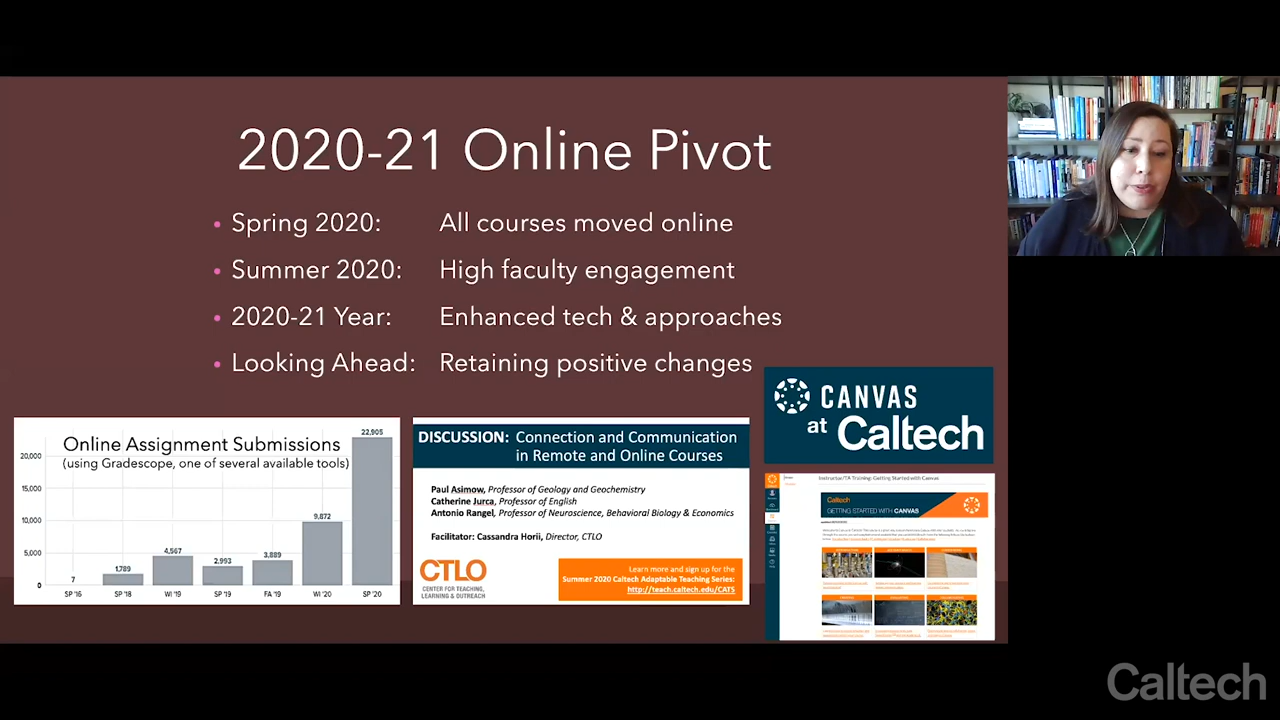 2020-21 Online Pivot
• Spring 2020: All courses moved online
• Summer 2020: High faculty engagement
• 2020-21 Year: Enhanced tech & approaches
• Looking Ahead: Retaining positive changes
Online Assignment Submissions
(using Gradescope, one of several available tools)
20,000
15,000
10,000
5,000
0
7
1,789
4,567
2,993
3,889
9,872
22,905
SP '16
WI '19
SP '19
FA '19
WI '20
SP '20
DISCUSSION: Connection and Communication
in Remote and Online Courses
Paul Asimow, Professor of Geology and Geochemistry
Catherine Jurca, Professor of English
Antonio Rangel, Professor of Neuroscience, Behavioral Biology & Economics
Facilitator: Cassandra Horii, Director, CTLO
CTLO
CENTER FOR TEACHING,
LEARNING & OUTREACH
Learn more and sign up for the
Summer 2020 Caltech Adaptable Teaching Series:
http://teach.caltech.edu/CATS
CANVAS
at Caltech
Instructor/TA Training: Getting Started with Canvas
Caltech
GETTING STARTED WITH CANVAS
Caltech